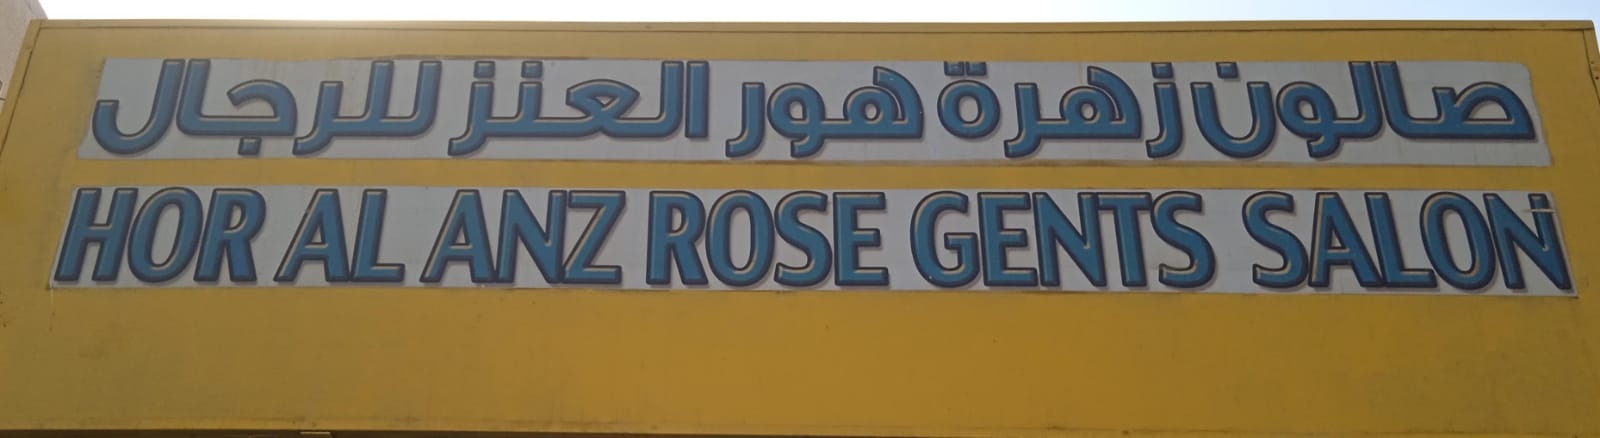 صالون زهرة هور العنز للرجال
HOR AL ANZ ROSE GENTS SALON